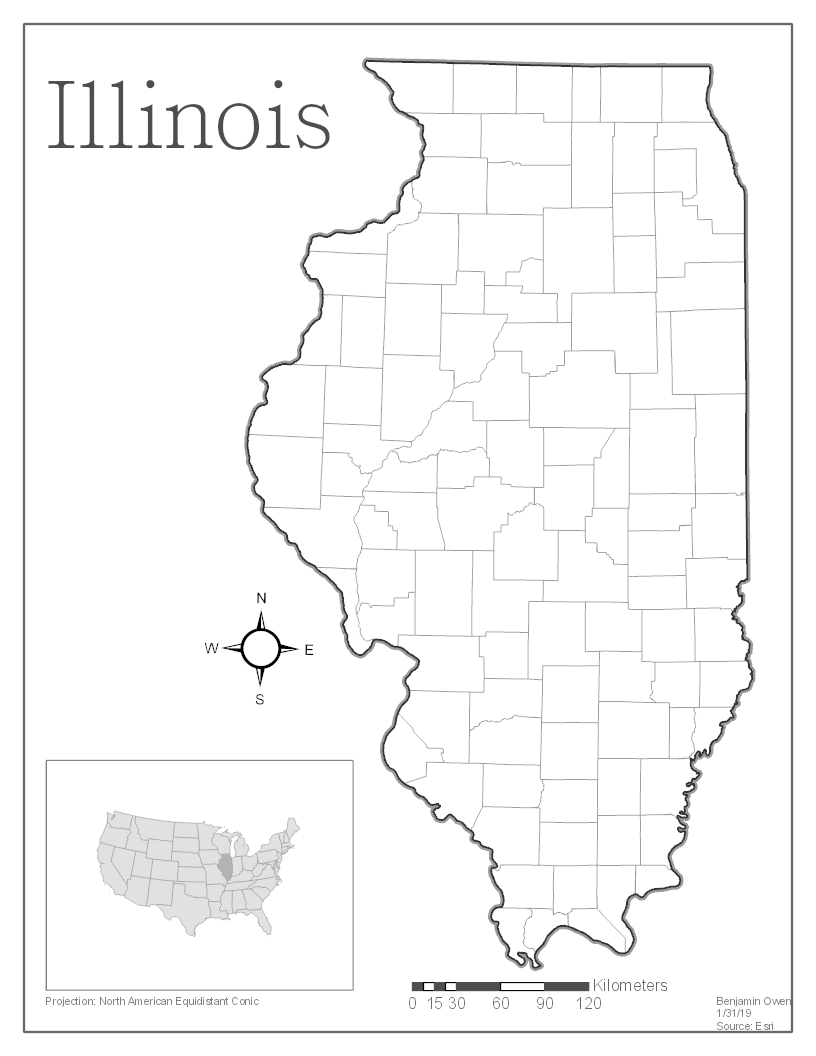 Illinois
N
W E
S
Kilometers
0 15 30 60 90 120
Projection: North American Equidistant Conic
Benjamin Owen
1/31/19
Source: Esri